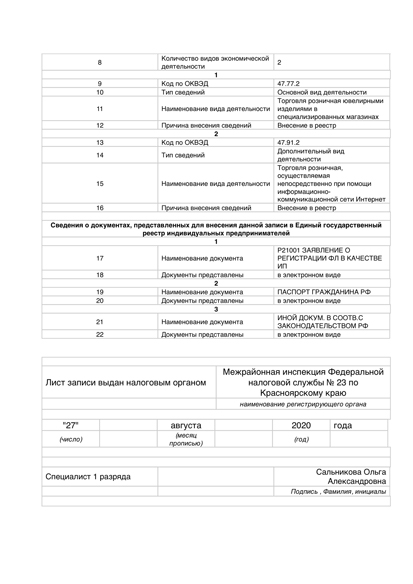 8 Количество видов экономической 2
деятельности
1
9 Код по ОКВЭД 47.77.2
10 Тип сведений Основной вид деятельности
11 Наименование вида деятельности Торговля розничная ювелирными
изделиями в
специализированных магазинах
12 Причина внесения сведений Внесение в реестр
2
13 Код по ОКВЭД 47.91.2
14 Тип сведений Дополнительный вид
деятельности
15 Наименование вида деятельности Торговля розничная,
осуществляемая
непосредственно при помощи
информационно-
коммуникационной сети Интернет
16 Причина внесения сведений Внесение в реестр
Сведения о документах, представленных для внесения данной записи в Единый государственный
реестр индивидуальных предпринимателей
1
17 Наименование документа Р21001 ЗАЯВЛЕНИЕ О
РЕГИСТРАЦИИ ФЛ В КАЧЕСТВЕ
ИП
18 Документы представлены в электронном виде
2
19 Наименование документа ПАСПОРТ ГРАЖДАНИНА РФ
20 Документы представлены в электронном виде
3
21 Наименование документа ИНОЙ ДОКУМ. В СООТВ.С
ЗАКОНОДАТЕЛЬСТВОМ РФ
22 Документы представлены в электронном виде
Лист записи выдан налоговым органом Межрайонная инспекция Федеральной
налоговой службы № 23 по
Красноярскому краю
наименование регистрирующего органа
"27" августа 2020 года
(число) (месяц прописью) (год)
Специалист 1 разряда Сальникова Ольга
Александровна
Подпись , Фамилия, инициалы